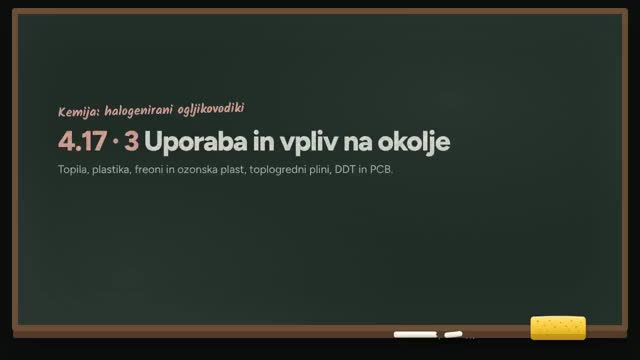 Kemija: halogenirani ogljikovodiki
4.17 · 3 Uporaba in vpliv na okolje
Topila, plastika, freoni in ozonska plast, toplogredni plini, DDT in PCB.